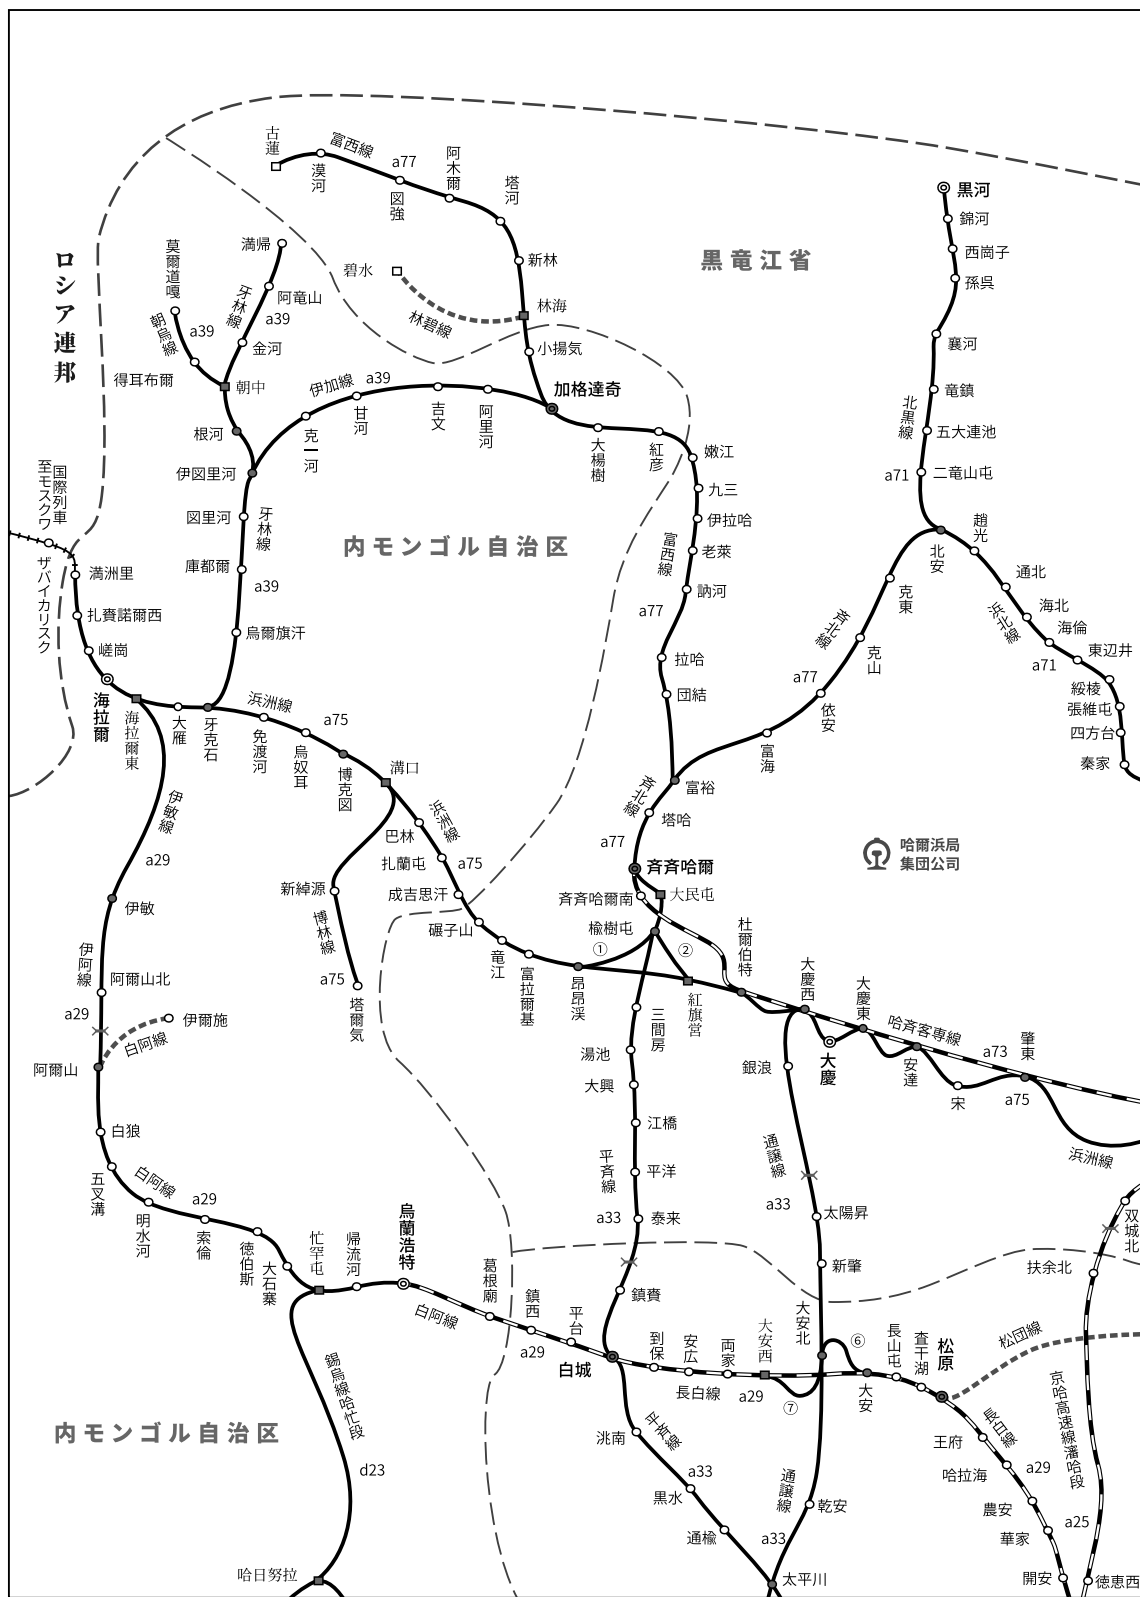 古蓮
富西線
a77
漠河
図強
阿木爾
塔河
新林
碧水
林碧線
林海
小揚気
黒河
錦河
西崗子
孫呉
襄河
竜鎮
北黒線
五大連池
a71
二竜山屯
黒竜江省
ロシア連邦
莫爾道嘎
満帰
牙林線
阿竜山
a39
朝烏線
a39
金河
得耳布爾
朝中
伊加線
a39
加格達奇
根河
甘河
吉文
阿里河
克一河
大楊樹
紅彦
嫩江
伊図里河
九三
国際列車
至モスクワ
図里河
牙林線
内モンゴル自治区
伊拉哈
富西線
老萊
北安
趙光
ザバイカリスク
満洲里
庫都爾
a39
訥河
a77
克東
通北
浜北線
海北
扎賚諾爾西
烏爾旗汗
斉北線
海倫
嵯崗
拉哈
克山
a71
東辺井
団結
a77
依安
綏棱
張維屯
四方台
秦家
海拉爾
海拉爾東
大雁
牙克石
浜洲線
a75
免渡河
烏奴耳
博克図
溝口
富海
富裕
斉北線
塔哈
a77
伊敏線
a29
巴林
浜洲線
扎蘭屯
a75
哈爾浜局
集団公司
斉斉哈爾
成吉思汗
大民屯
斉斉哈爾南
新綽源
博林線
a75
塔爾気
伊敏
碾子山
竜江
富拉爾基
昂昂渓
①
楡樹屯
②
紅旗営
杜爾伯特
大慶西
大慶東
哈斉客専線
a73
肇東
伊阿線
阿爾山北
a29
伊爾施
白阿線
阿爾山
三間房
湯池
大興
銀浪
大慶
安達
宋
a75
浜洲線
白狼
江橋
平斉線
平洋
通譲線
a33
泰来
a33
太陽昇
双城北
五叉溝
白阿線
a29
明水河
索倫
徳伯斯
大石寨
忙罕屯
帰流河
烏蘭浩特
葛根廟
新肇
扶余北
鎮西
平台
鎮賚
白阿線
a29
白城
到保
安広
両家
大安西
大安北
⑥
長山屯
査干湖
松原
松団線
長白線
a29
⑦
大安
錫烏線哈忙段
京哈高速線瀋哈段
洮南
平斉線
王府
長白線
内モンゴル自治区
a33
哈拉海
a29
d23
黒水
通譲線
乾安
農安
a25
通楡
a33
華家
哈日努拉
太平川
開安
徳恵西